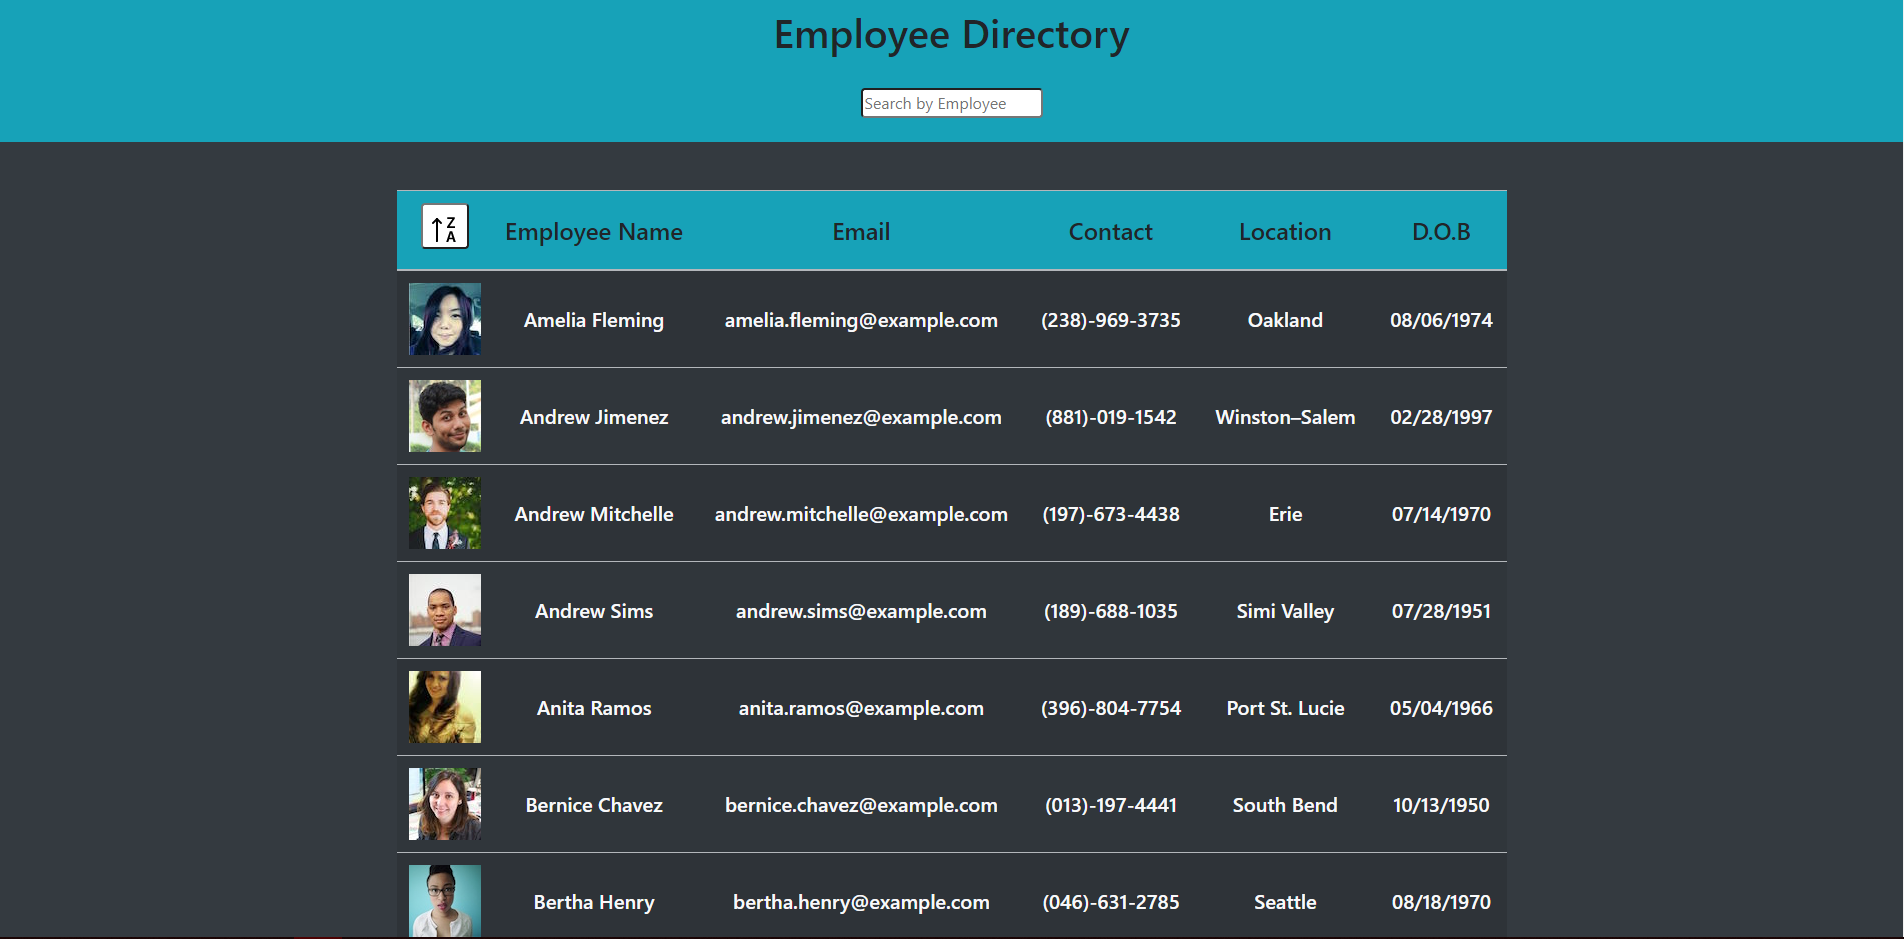 Employee Directory
Search by Employee
Z
A
Employee Name Email Contact Location D.O.B
Amelia Fleming amelia.fleming@example.com (238)-969-3735 Oakland 08/06/1974
Andrew Jimenez andrew.jimenez@example.com (881)-019-1542 Winston–Salem 02/28/1997
Andrew Mitchelle andrew.mitchelle@example.com (197)-673-4438 Erie 07/14/1970
Andrew Sims andrew.sims@example.com (189)-688-1035 Simi Valley 07/28/1951
Anita Ramos anita.ramos@example.com (396)-804-7754 Port St. Lucie 05/04/1966
Bernice Chavez bernice.chavez@example.com (013)-197-4441 South Bend 10/13/1950
Bertha Henry bertha.henry@example.com (046)-631-2785 Seattle 08/18/1970